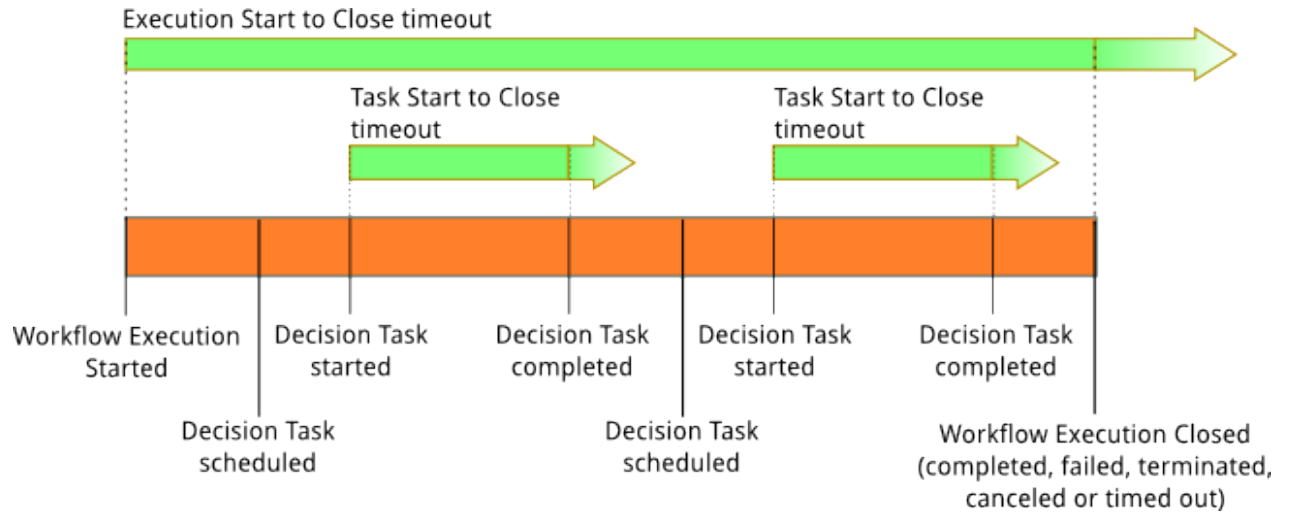 Execution Start to Close timeout
Task Start to Close
timeout
Task Start to Close
timeout
Workflow Execution
Started
Decision Task
scheduled
Decision Task
started
Decision Task
completed
Decision Task
scheduled
Decision Task
started
Decision Task
completed
Workflow Execution Closed
(completed, failed, terminated,
canceled or timed out)